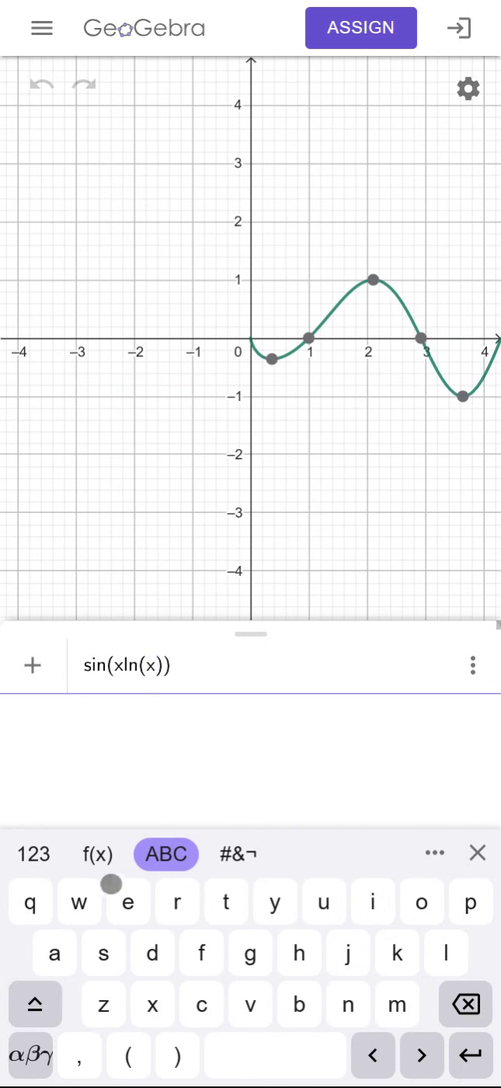 GeoGebra ASSIGN
4
3
2
1
–4 –3 –2 –1 0 1 2 3 4
–1
–2
–3
–4
+ sin(xln(x))
123 f(x) ABC #&¬
q w e r t y u i o p
a s d f g h j k l
z x c v b n m
αβγ , ( ) < >